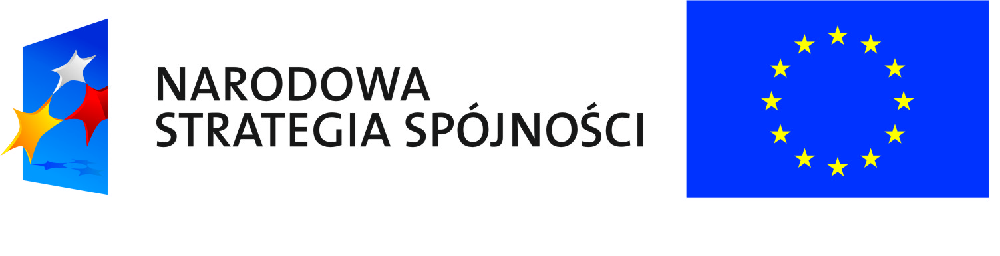 NARODOWA
STRATEGIA SPÓJNOŚCI